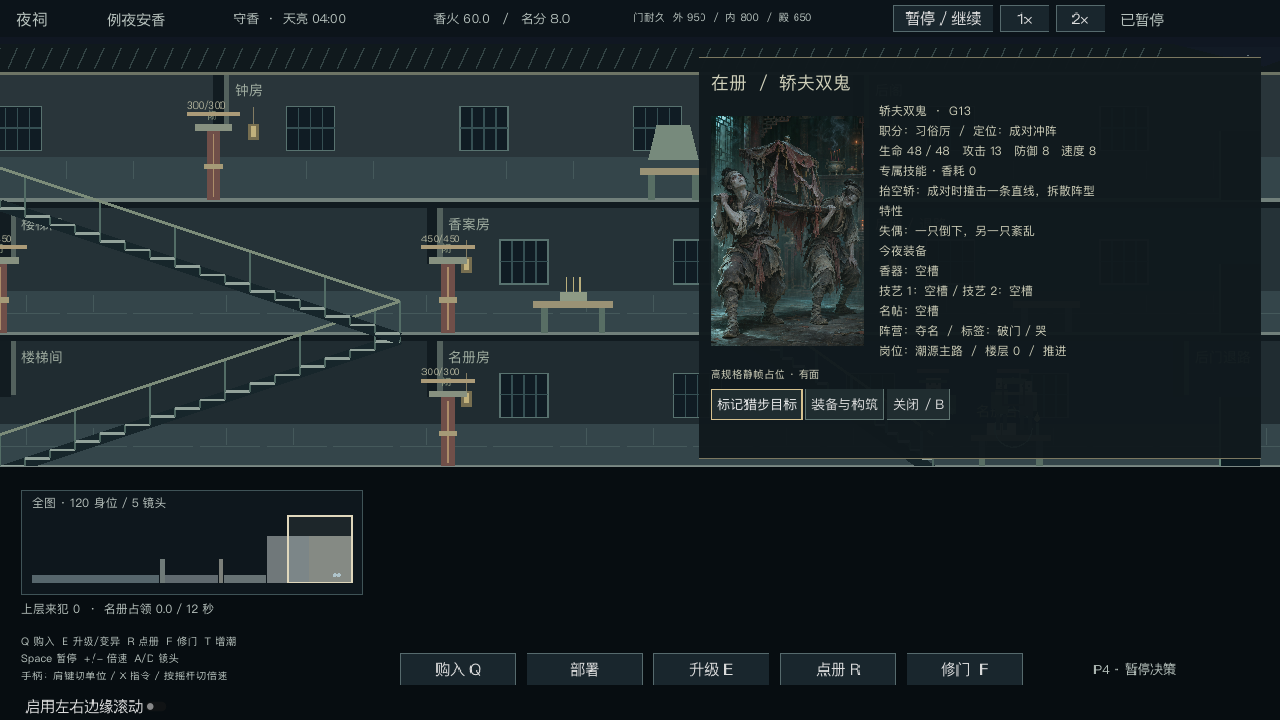 夜祠
例夜安香
守香 · 天亮 04:00
香火 60.0 / 名分 8.0
门耐久 外 950 / 内 800 / 殿 650
暂停 / 继续
1×
2×
已暂停
钟房
300/300
香案房
450/450
楼梯间
名册房
300/300
在册 / 轿夫双鬼
轿夫双鬼 · G13
职分: 习俗厉 / 定位: 成对冲阵
生命 48 / 48 攻击 13 防御 8 速度 8
专属技能 · 香耗 0
抬空轿: 成对时撞击一条直线, 拆散阵型
特性
失偶: 一只倒下, 另一只紊乱
今夜装备
香器: 空槽
技艺 1: 空槽 / 技艺 2: 空槽
名帖: 空槽
阵营: 夺名 / 标签: 破门 / 哭
岗位: 潮源主路 / 楼层 0 / 推进
高规格静帧占位 · 有面
标记猎步目标
装备与构筑
关闭 / B
全图 · 120 身位 / 5 镜头
上层来犯 0 · 名册占领 0.0 / 12 秒
Q 购入 E 升级/变异 R 点册 F 修门 T 增潮
Space 暂停 +/− 倍速 A/D 镜头
手柄: 肩键切单位 / X 指令 / 按摇杆切倍速
启用左右边缘滚动
购入 Q
部署
升级 E
点册 R
修门 F
P4 - 暂停决策